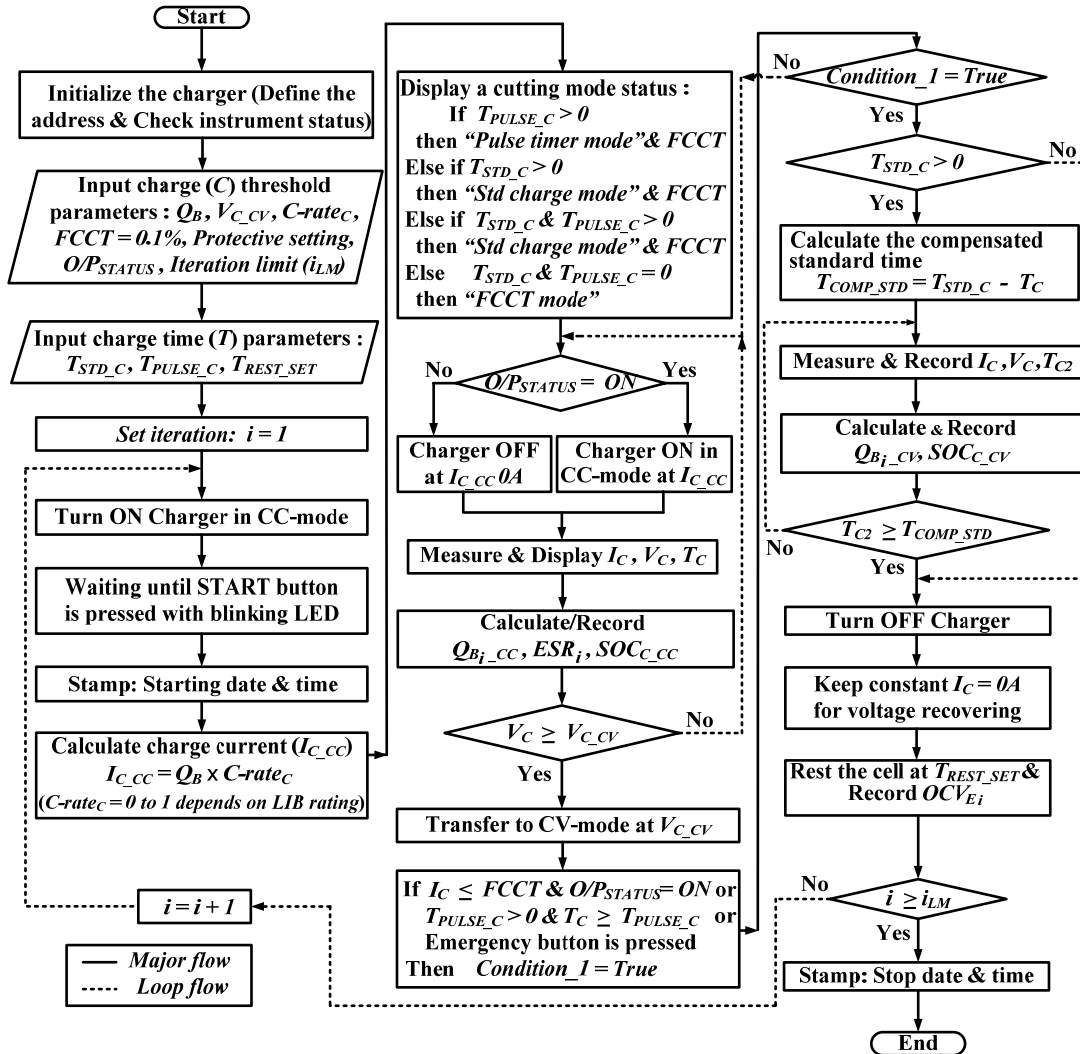 Start
Initialize the charger (Define the
address & Check instrument status)
Input charge (C) threshold
parameters : Q_B, V_C_CV, C-rate_C,
FCCT = 0.1%, Protective setting,
O/P_STATUS, Iteration limit (i_LM)
Input charge time (T) parameters :
T_STD_C, T_PULSE_C, T_REST_SET
Set iteration: i = 1
Turn ON Charger in CC-mode
Waiting until START button
is pressed with blinking LED
Stamp: Starting date & time
Calculate charge current (I_C_CC)
I_C_CC = Q_B x C-rate_C
(C-rate_C = 0 to 1 depends on LIB rating)
i = i + 1
Major flow
Loop flow
Display a cutting mode status :
If T_PULSE_C > 0
then “Pulse timer mode” & FCCT
Else if T_STD_C > 0
then “Std charge mode” & FCCT
Else if T_STD_C & T_PULSE_C > 0
then “Std charge mode” & FCCT
Else T_STD_C & T_PULSE_C = 0
then “FCCT mode”
No
O/P_STATUS = ON
Yes
Charger OFF
at I_C_CC 0A
Charger ON in
CC-mode at I_C_CC
Measure & Display I_C, V_C, T_C
Calculate/Record
Q_Bi_CC, ESR_i, SOC_C_CC
V_C ≥ V_C_CV
No
Yes
Transfer to CV-mode at V_C_CV
If I_C ≤ FCCT & O/P_STATUS = ON or
T_PULSE_C > 0 & T_C ≥ T_PULSE_C or
Emergency button is pressed
Then Condition_1 = True
No
Condition_1 = True
Yes
T_STD_C > 0
No
Yes
Calculate the compensated
standard time
T_COMP_STD = T_STD_C - T_C
Measure & Record I_C, V_C, T_C2
Calculate & Record
Q_Bi_CV, SOC_C_CV
T_C2 ≥ T_COMP_STD
No
Yes
Turn OFF Charger
Keep constant I_C = 0A
for voltage recovering
Rest the cell at T_REST_SET &
Record OCV_Ei
No
i ≥ i_LM
Yes
Stamp: Stop date & time
End